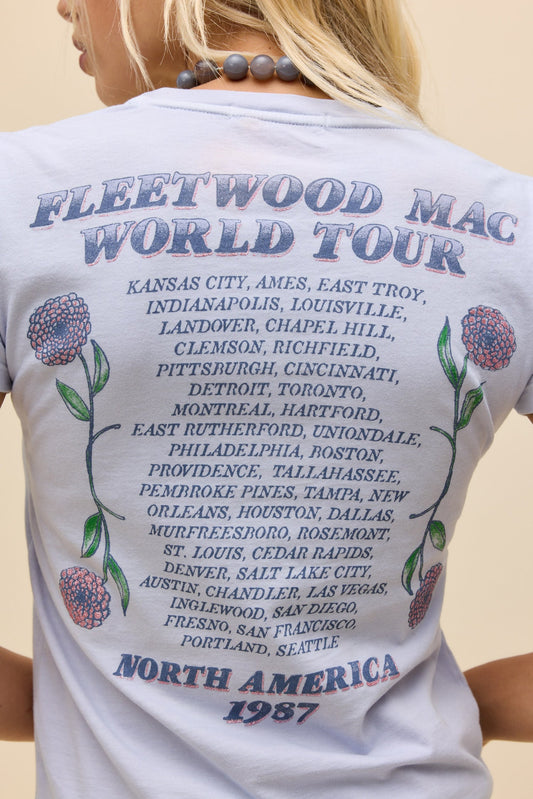 FLEETWOOD MAC
WORLD TOUR
KANSAS CITY, AMES, EAST TROY,
INDIANAPOLIS, LOUISVILLE,
LANDOVER, CHAPEL HILL,
CLEMSON, RICHFIELD,
PITTSBURGH, CINCINNATI,
DETROIT, TORONTO,
MONTREAL, HARTFORD,
EAST RUTHERFORD, UNIONDALE,
PHILADELPHIA, BOSTON,
PROVIDENCE, TALLAHASSEE,
PEMBROKE PINES, TAMPA, NEW
ORLEANS, HOUSTON, DALLAS,
MURFREESBORO, ROSEMONT,
ST. LOUIS, CEDAR RAPIDS,
DENVER, SALT LAKE CITY,
AUSTIN, CHANDLER, LAS VEGAS,
INGLEWOOD, SAN DIEGO,
FRESNO, SAN FRANCISCO,
PORTLAND, SEATTLE
NORTH AMERICA
1987